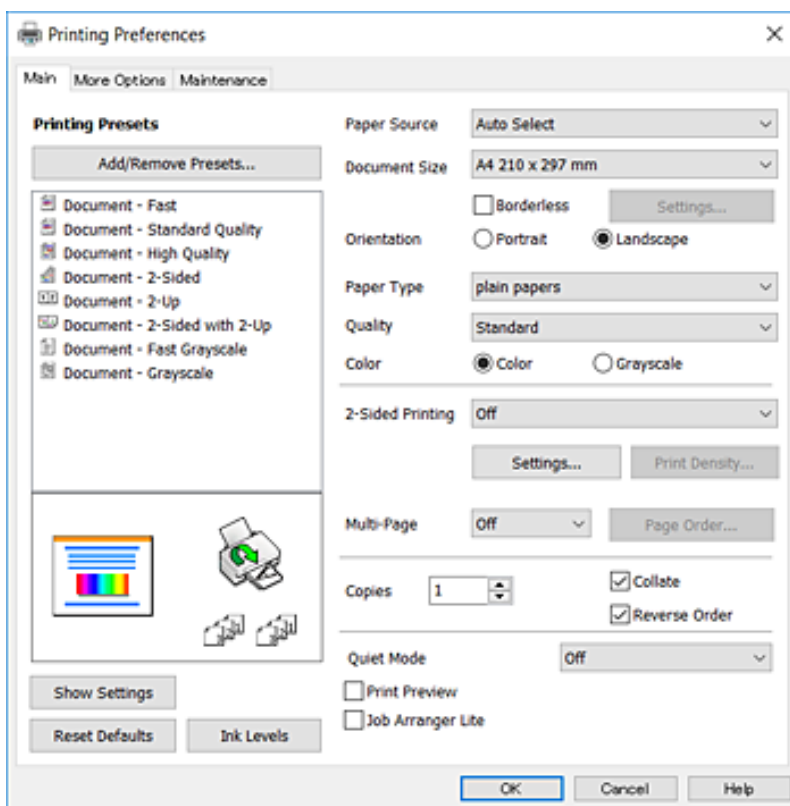 Printing Preferences
Main More Options Maintenance
Printing Presets
Add/Remove Presets...
Document - Fast
Document - Standard Quality
Document - High Quality
Document - 2-Sided
Document - 2-Up
Document - 2-Sided with 2-Up
Document - Fast Grayscale
Document - Grayscale
Show Settings
Reset Defaults Ink Levels
Paper Source Auto Select
Document Size A4 210 x 297 mm
Borderless Settings...
Orientation Portrait Landscape
Paper Type plain papers
Quality Standard
Color Color Grayscale
2-Sided Printing Off
Settings... Print Density...
Multi-Page Off Page Order...
Copies 1 Collate
Reverse Order
Quiet Mode Off
Print Preview
Job Arranger Lite
OK Cancel Help